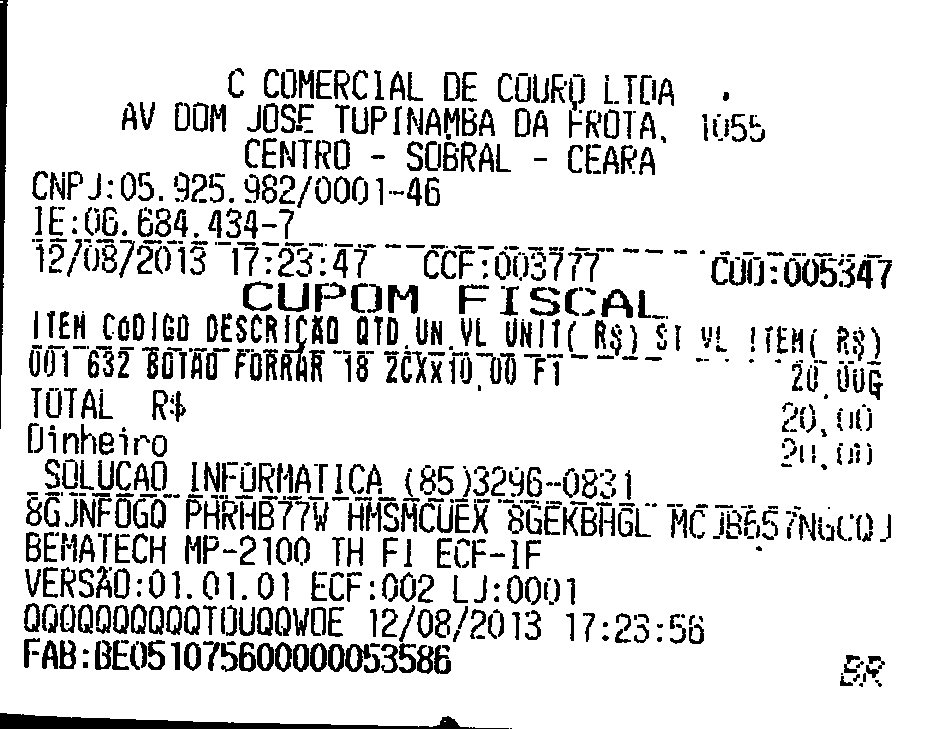 C COMERCIAL DE COURO LTDA
AV DOM JOSE TUPINAMBA DA FROTA, 1055
CENTRO - SOBRAL - CEARA
CNPJ:05.925.982/0001-46
IE:06.684.434-7
12/08/2013 17:23:47 CCF:003777 COO:005347
CUPOM FISCAL
ITEM CODIGO DESCRIÇÃO QTD UN VL UNIT( R$) ST VL ITEM( R$)
001 632 BOTAO FORRAR 18 2CXx10,00 F1 20,00G
TOTAL R$ 20,00
Dinheiro 20,00
SOLUCAO INFORMATICA (85)3296-0831
8GJNFOGQ PHRHB77W HMSMCUEX 8GEKBHGL MCJB657NGCQJ
BEMATECH MP-2100 TH FI ECF-IF
VERSÃO:01.01.01 ECF:002 LJ:0001
QQQQQQQQQQTOUQQWOE 12/08/2013 17:23:56
FAB:BE0510756000000053586
BR